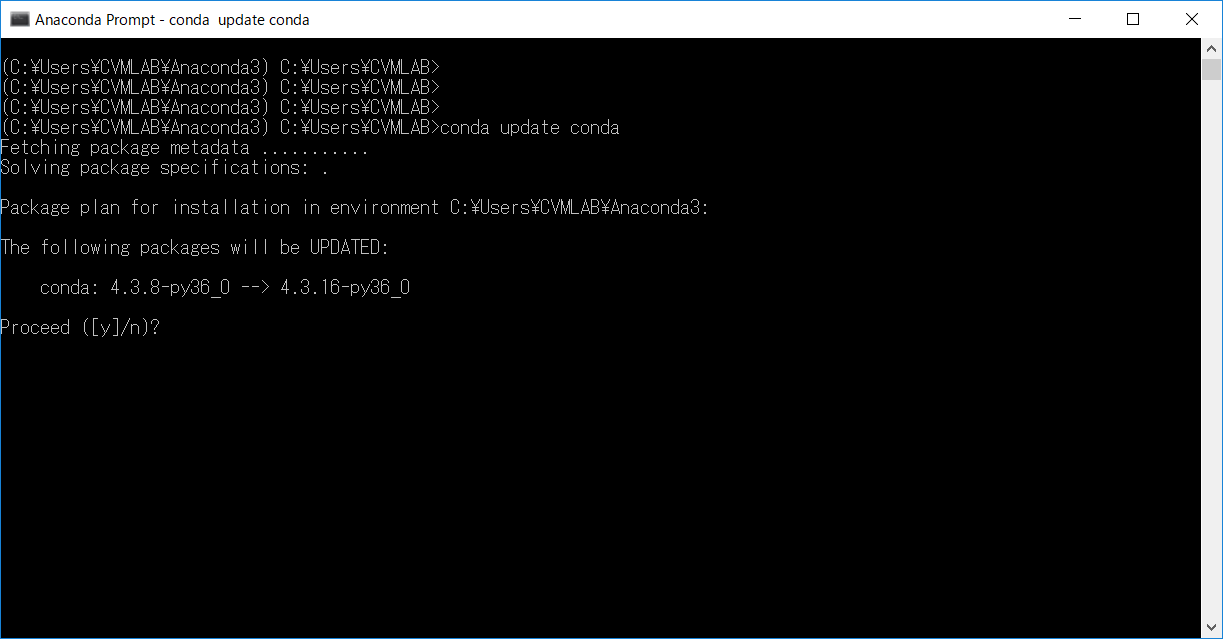 Anaconda Prompt - conda  update conda
(C:¥Users¥CVMLAB¥Anaconda3) C:¥Users¥CVMLAB>
(C:¥Users¥CVMLAB¥Anaconda3) C:¥Users¥CVMLAB>
(C:¥Users¥CVMLAB¥Anaconda3) C:¥Users¥CVMLAB>
(C:¥Users¥CVMLAB¥Anaconda3) C:¥Users¥CVMLAB>conda update conda
Fetching package metadata ...........
Solving package specifications: .
Package plan for installation in environment C:¥Users¥CVMLAB¥Anaconda3:
The following packages will be UPDATED:
conda: 4.3.8-py36_0 --> 4.3.16-py36_0
Proceed ([y]/n)?